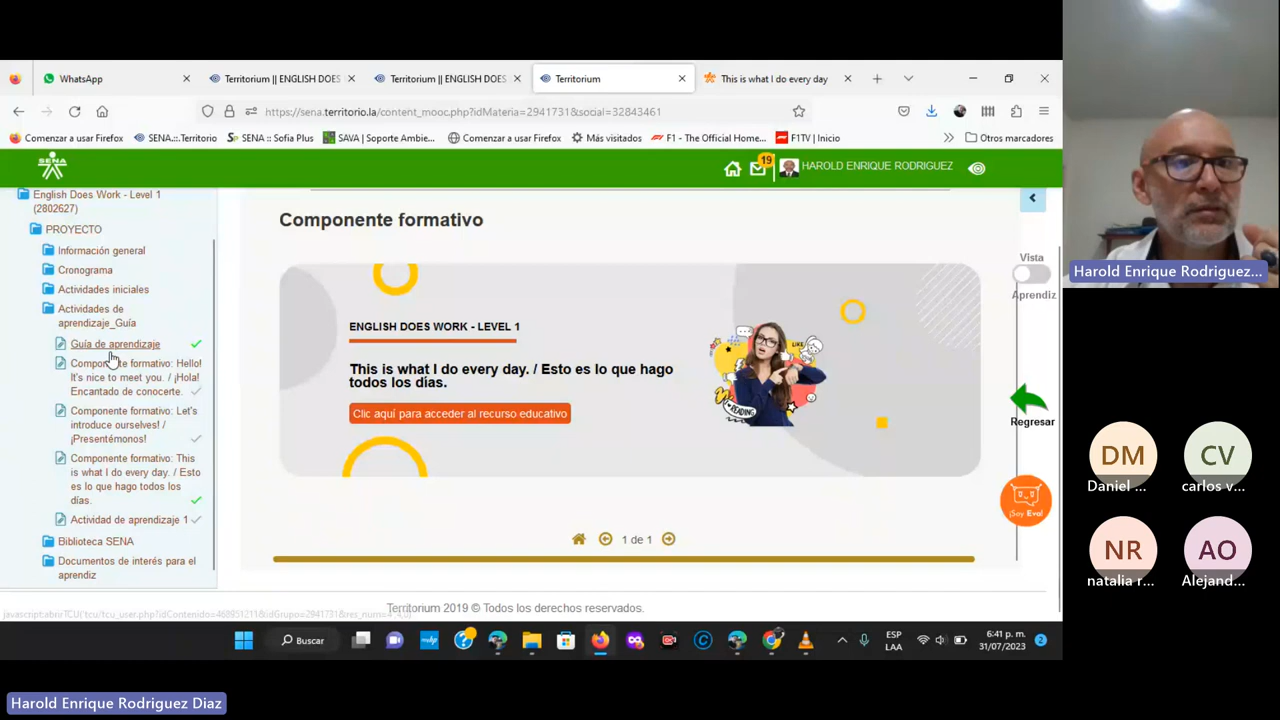 WhatsApp
Territorium || ENGLISH DOES
Territorium || ENGLISH DOES
Territorium
This is what I do every day
https://sena.territorio.la/content_mooc.php?idMateria=2941731&social=32843461
Comenzar a usar Firefox
SENA.::.Territorio
SENA :: Sofia Plus
SAVA | Soporte Ambie...
Comenzar a usar Firefox
Más visitados
F1 - The Official Home...
F1TV | Inicio
Otros marcadores
SENA
19
HAROLD ENRIQUE RODRIGUEZ
English Does Work - Level 1
(2802627)
PROYECTO
Información general
Cronograma
Actividades iniciales
Actividades de
aprendizaje_Guía
Guía de aprendizaje
Componente formativo: Hello!
It's nice to meet you. / ¡Hola!
Encantado de conocerte.
Componente formativo: Let's
introduce ourselves! /
¡Presentémonos!
Componente formativo: This
is what I do every day. / Esto
es lo que hago todos los
días.
Actividad de aprendizaje 1
Biblioteca SENA
Documentos de interés para el
aprendiz
Componente formativo
ENGLISH DOES WORK - LEVEL 1
This is what I do every day. / Esto es lo que hago
todos los días.
Clic aquí para acceder al recurso educativo
LIKE
READING
1 de 1
Vista
Aprendiz
Regresar
¡Soy Eva!
Territorium 2019 © Todos los derechos reservados.
Buscar
ESP
LAA
6:41 p. m.
31/07/2023
2
Harold Enrique Rodriguez...
DM
Daniel ...
CV
carlos v...
NR
natalia r...
AO
Alejand...
Harold Enrique Rodriguez Diaz